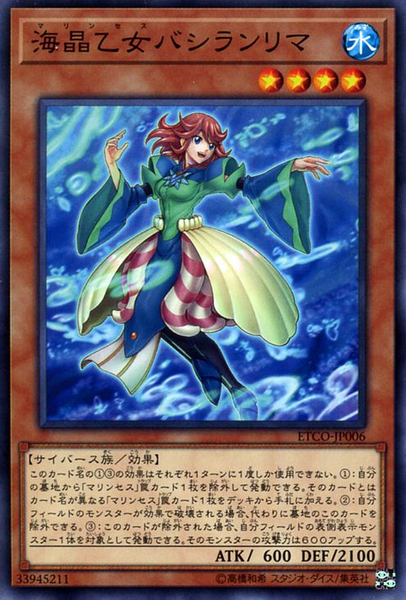 マリンセス
海晶乙女バシランリマ
水
ETCO-JP006
【サイバース族／効果】
このカード名の①③の効果はそれぞれ１ターンに１度しか使用できない。①：自分
の墓地から「マリンセス」罠カード１枚を除外して発動できる。そのカードとは
カード名が異なる「マリンセス」罠カード１枚をデッキから手札に加える。②：自分
フィールドのモンスターが効果で破壊される場合、代わりに墓地のこのカードを
除外できる。③：このカードが除外された場合、自分フィールドの表側表示モ
ンスター１体を対象として発動できる。そのモンスターの攻撃力は６００アップする。
ATK/ 600 DEF/2100
33945211
©高橋和希 スタジオ・ダイス/集英社